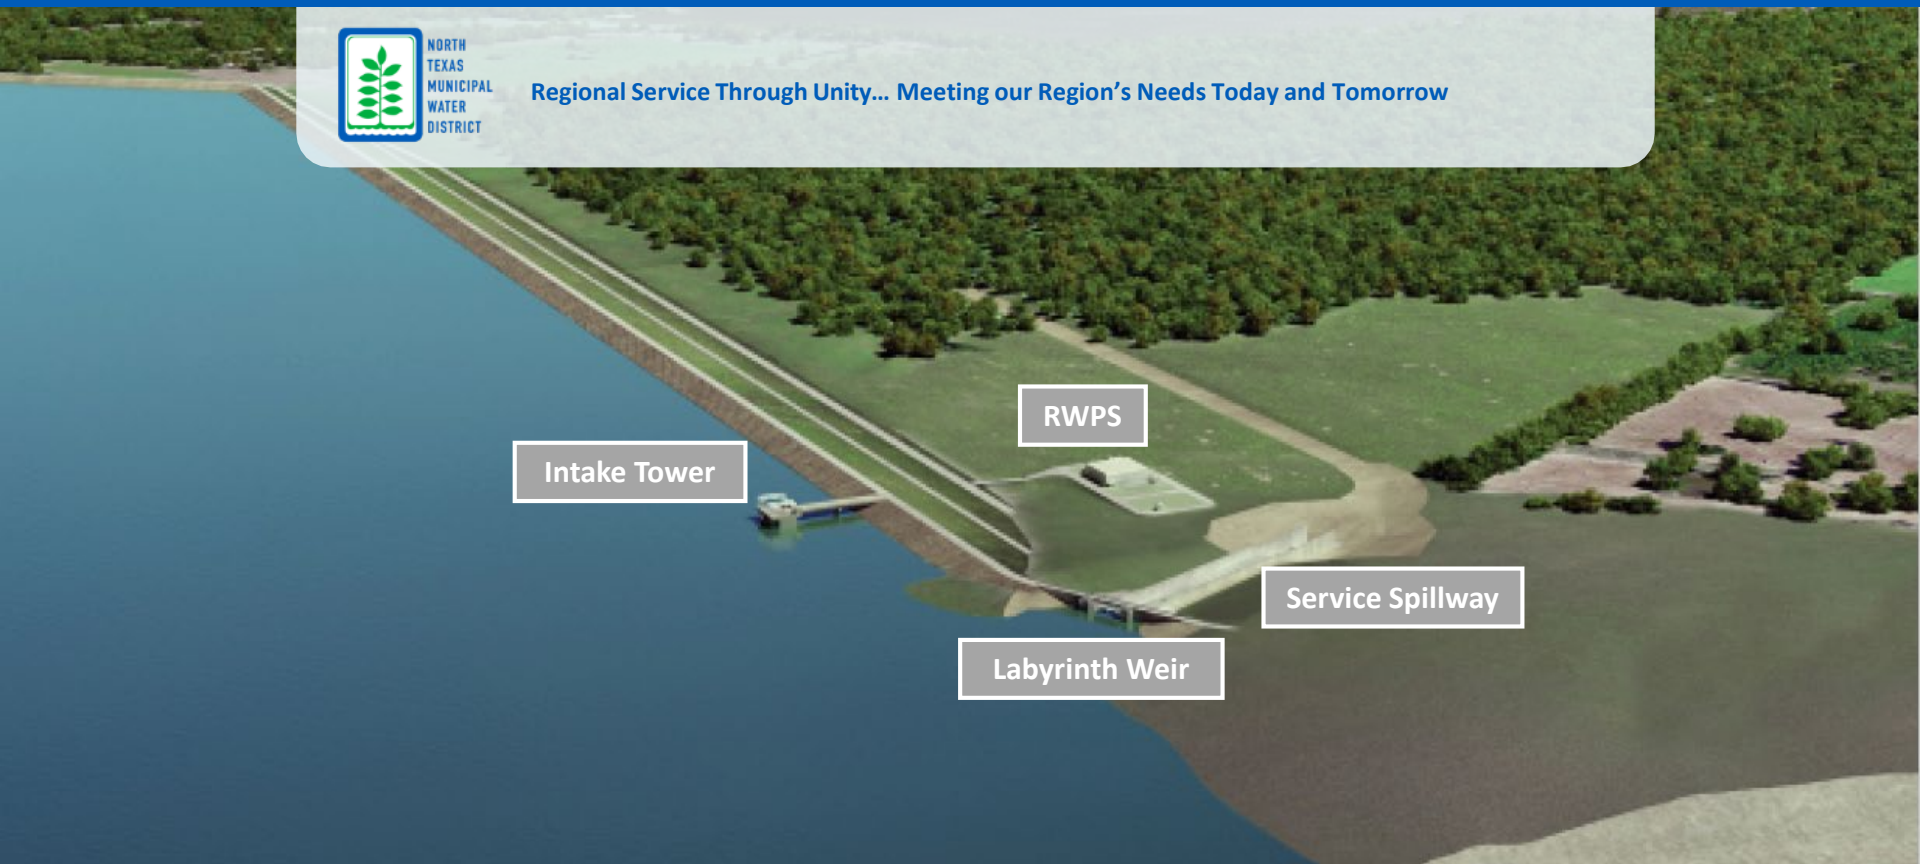 NORTH
TEXAS
MUNICIPAL
WATER
DISTRICT
Regional Service Through Unity… Meeting our Region’s Needs Today and Tomorrow
RWPS
Intake Tower
Service Spillway
Labyrinth Weir